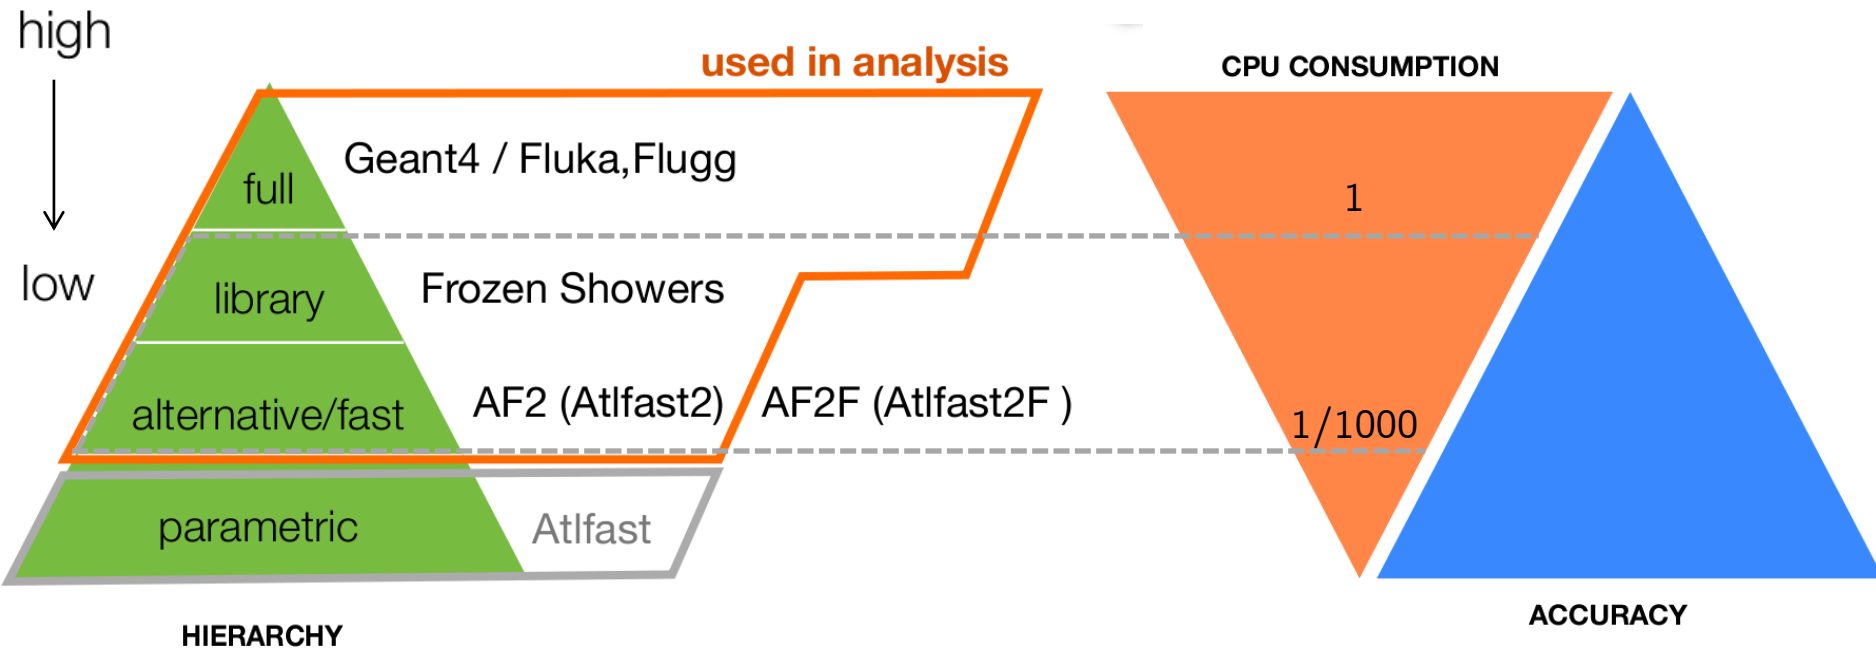 high
low
used in analysis
full
Geant4 / Fluka,Flugg
library
Frozen Showers
alternative/fast
AF2 (Atlfast2)
AF2F (Atlfast2F )
parametric
Atlfast
HIERARCHY
CPU CONSUMPTION
1
1/1000
ACCURACY